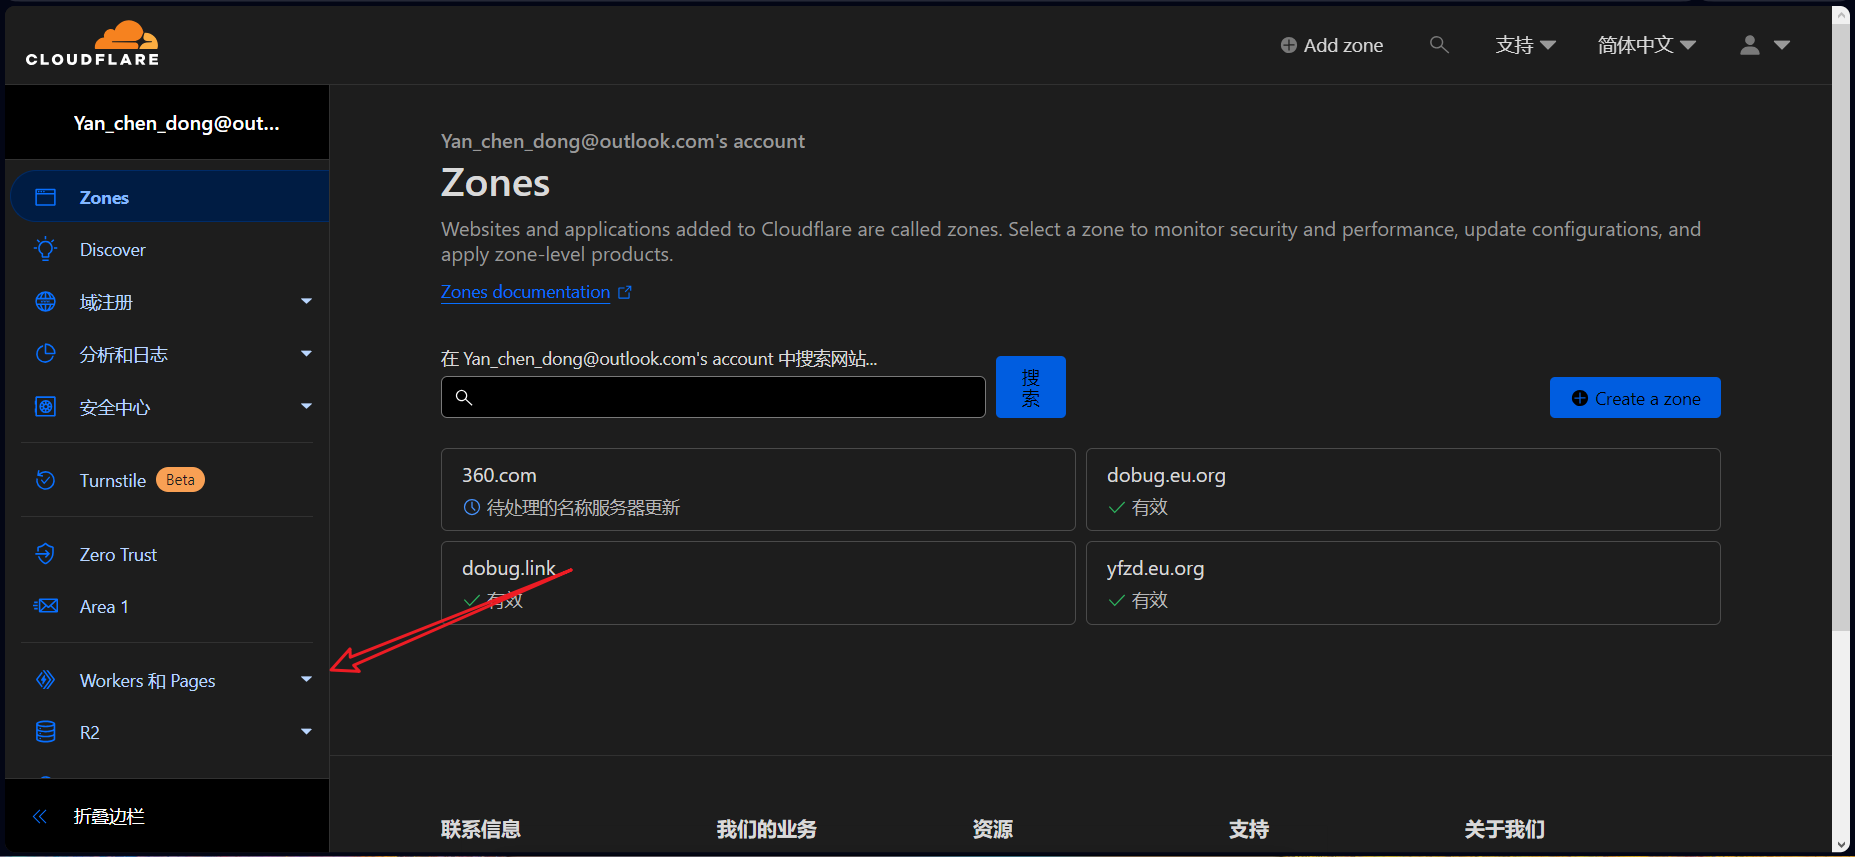 CLOUDFLARE
Add zone
支持
简体中文
Yan_chen_dong@out...
Zones
Discover
域注册
分析和日志
安全中心
Turnstile Beta
Zero Trust
Area 1
Workers 和 Pages
R2
折叠边栏
Yan_chen_dong@outlook.com's account
Zones
Websites and applications added to Cloudflare are called zones. Select a zone to monitor security and performance, update configurations, and
apply zone-level products.
Zones documentation
在 Yan_chen_dong@outlook.com's account 中搜索网站...
搜
索
Create a zone
360.com
待处理的名称服务器更新
dobug.eu.org
有效
dobug.link
有效
yfzd.eu.org
有效
联系信息
我们的业务
资源
支持
关于我们